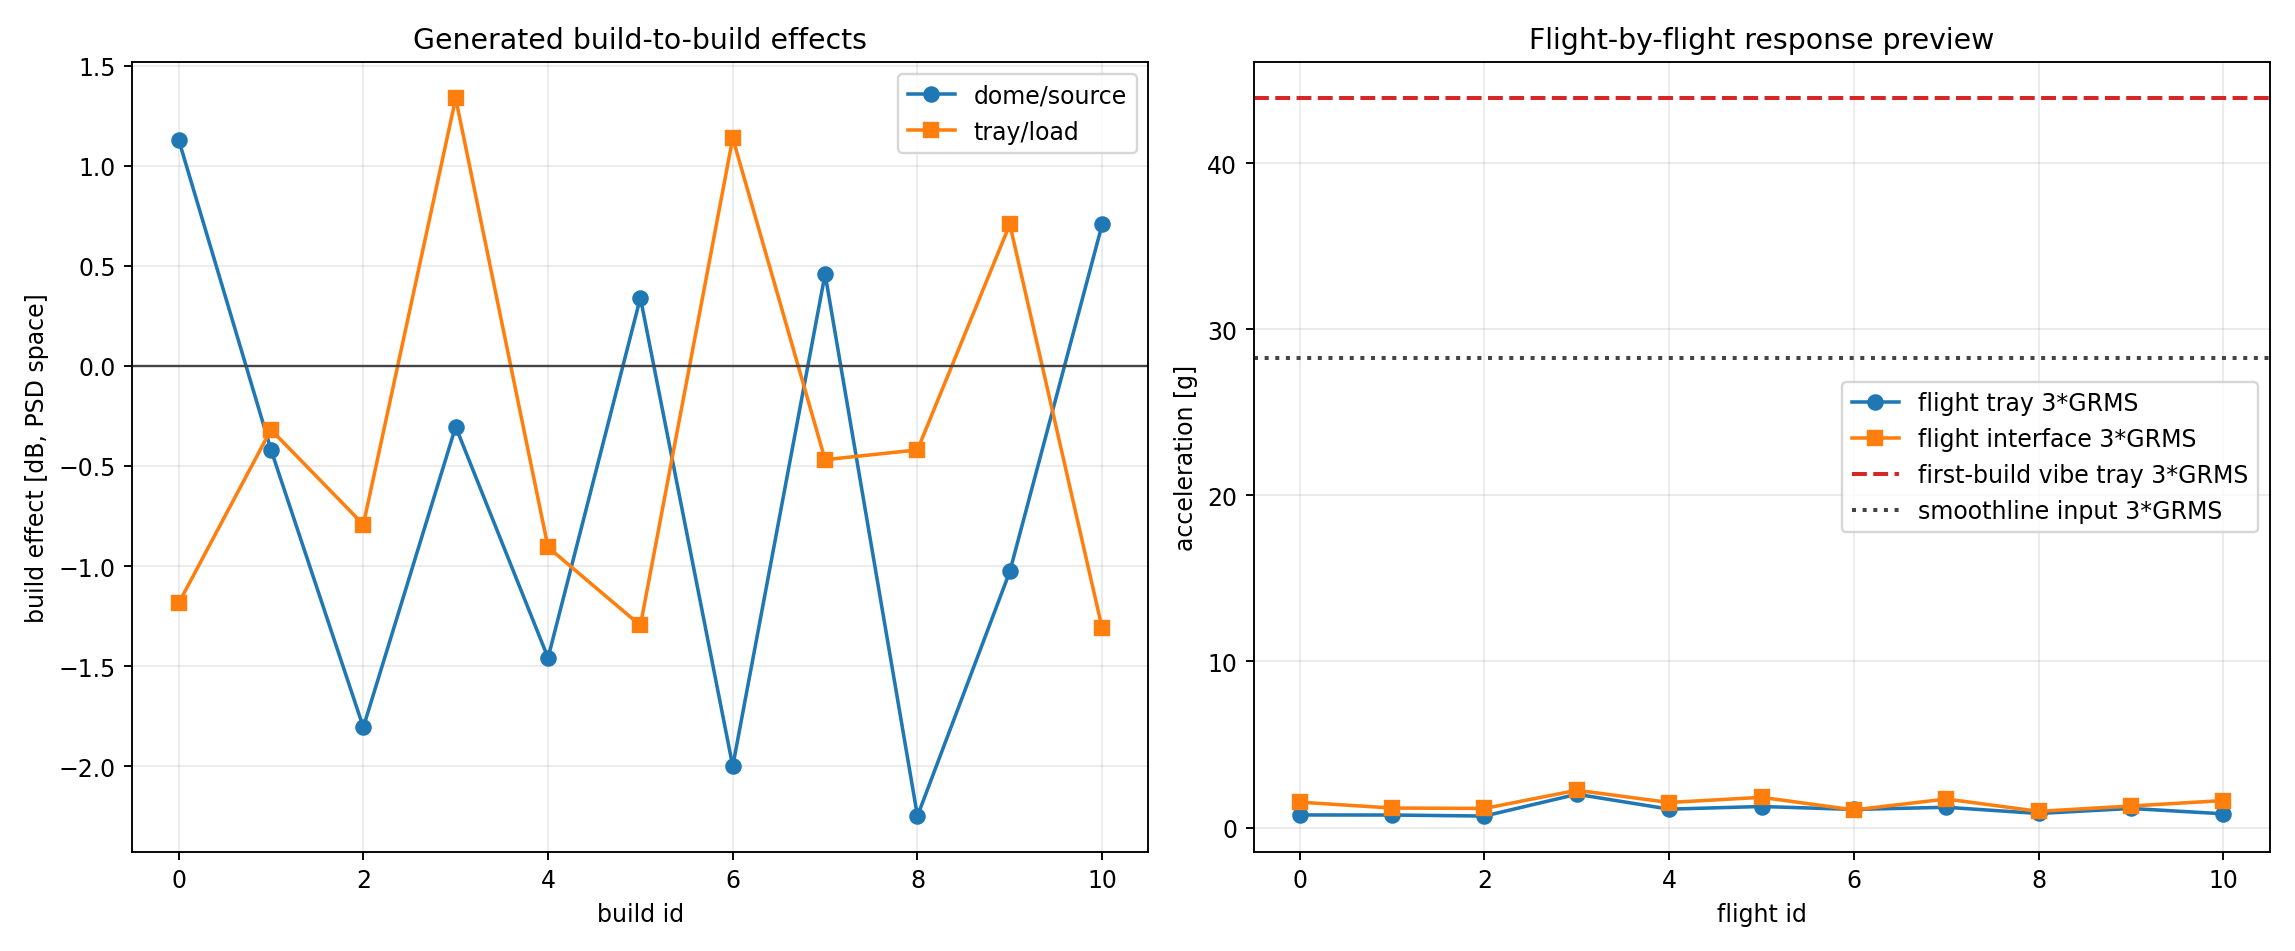 Generated build-to-build effects
build effect [dB, PSD space]
1.5
1.0
0.5
0.0
−0.5
−1.0
−1.5
−2.0
dome/source
tray/load
0
2
4
6
8
10
build id
Flight-by-flight response preview
acceleration [g]
40
30
20
10
0
flight tray 3*GRMS
flight interface 3*GRMS
first-build vibe tray 3*GRMS
smoothline input 3*GRMS
0
2
4
6
8
10
flight id